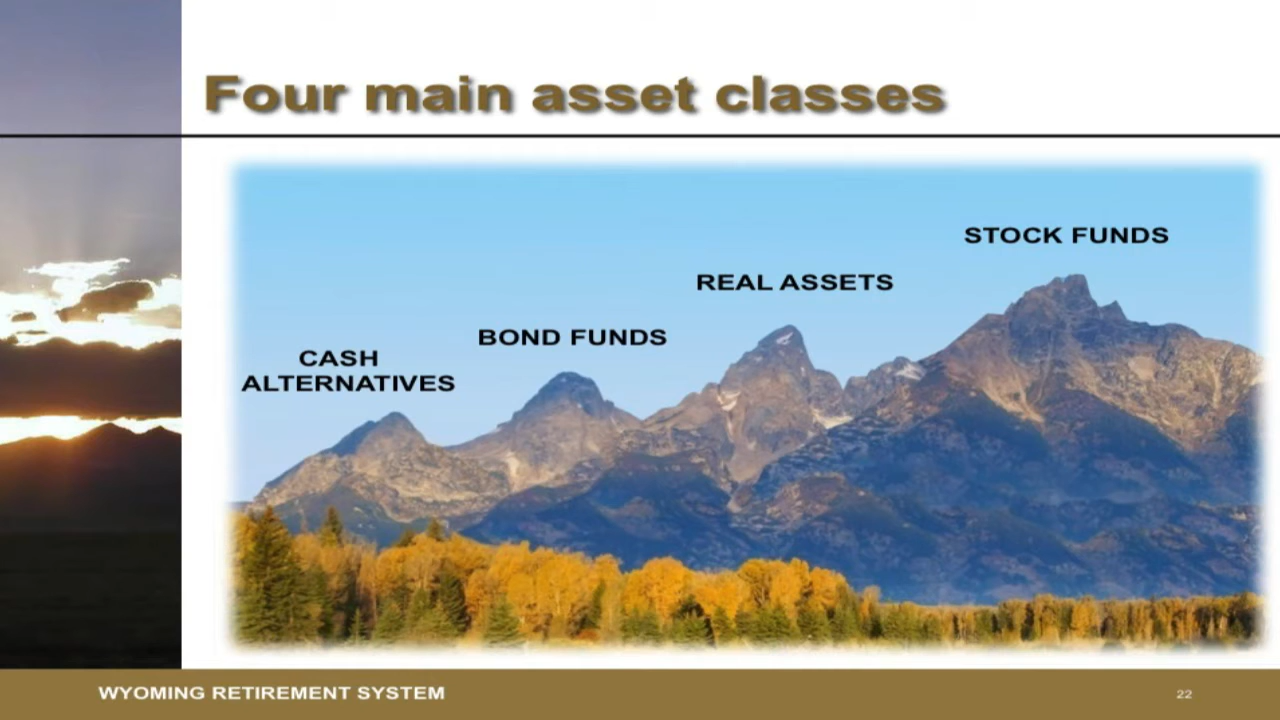 Four main asset classes
STOCK FUNDS
REAL ASSETS
BOND FUNDS
CASH
ALTERNATIVES
WYOMING RETIREMENT SYSTEM
22